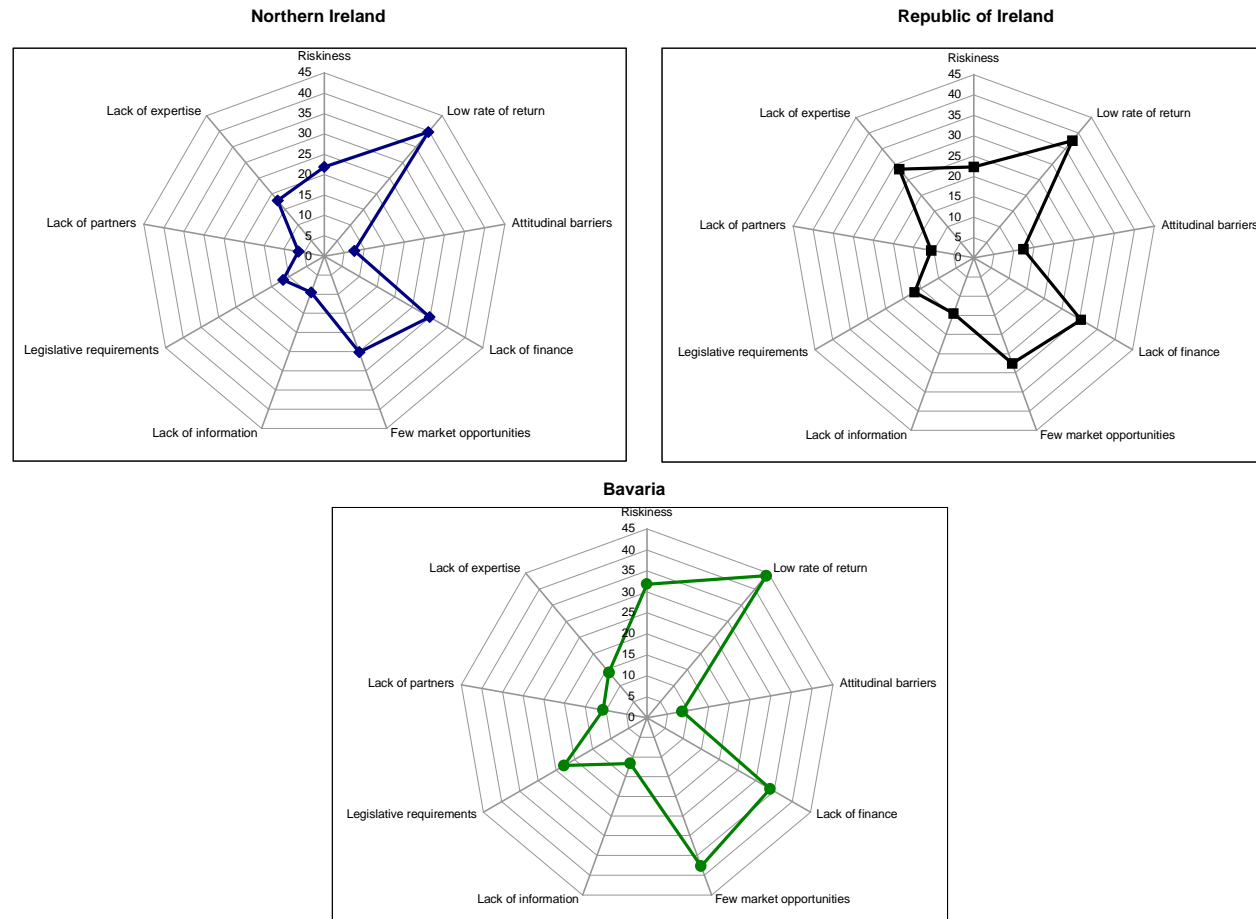 Northern Ireland
Riskiness
Low rate of return
Attitudinal barriers
Lack of finance
Few market opportunities
Lack of information
Legislative requirements
Lack of partners
Lack of expertise
45
40
35
30
25
20
15
10
5
0
Republic of Ireland
Riskiness
Low rate of return
Attitudinal barriers
Lack of finance
Few market opportunities
Lack of information
Legislative requirements
Lack of partners
Lack of expertise
45
40
35
30
25
20
15
10
5
0
Bavaria
Riskiness
Low rate of return
Attitudinal barriers
Lack of finance
Few market opportunities
Lack of information
Legislative requirements
Lack of partners
Lack of expertise
45
40
35
30
25
20
15
10
5
0